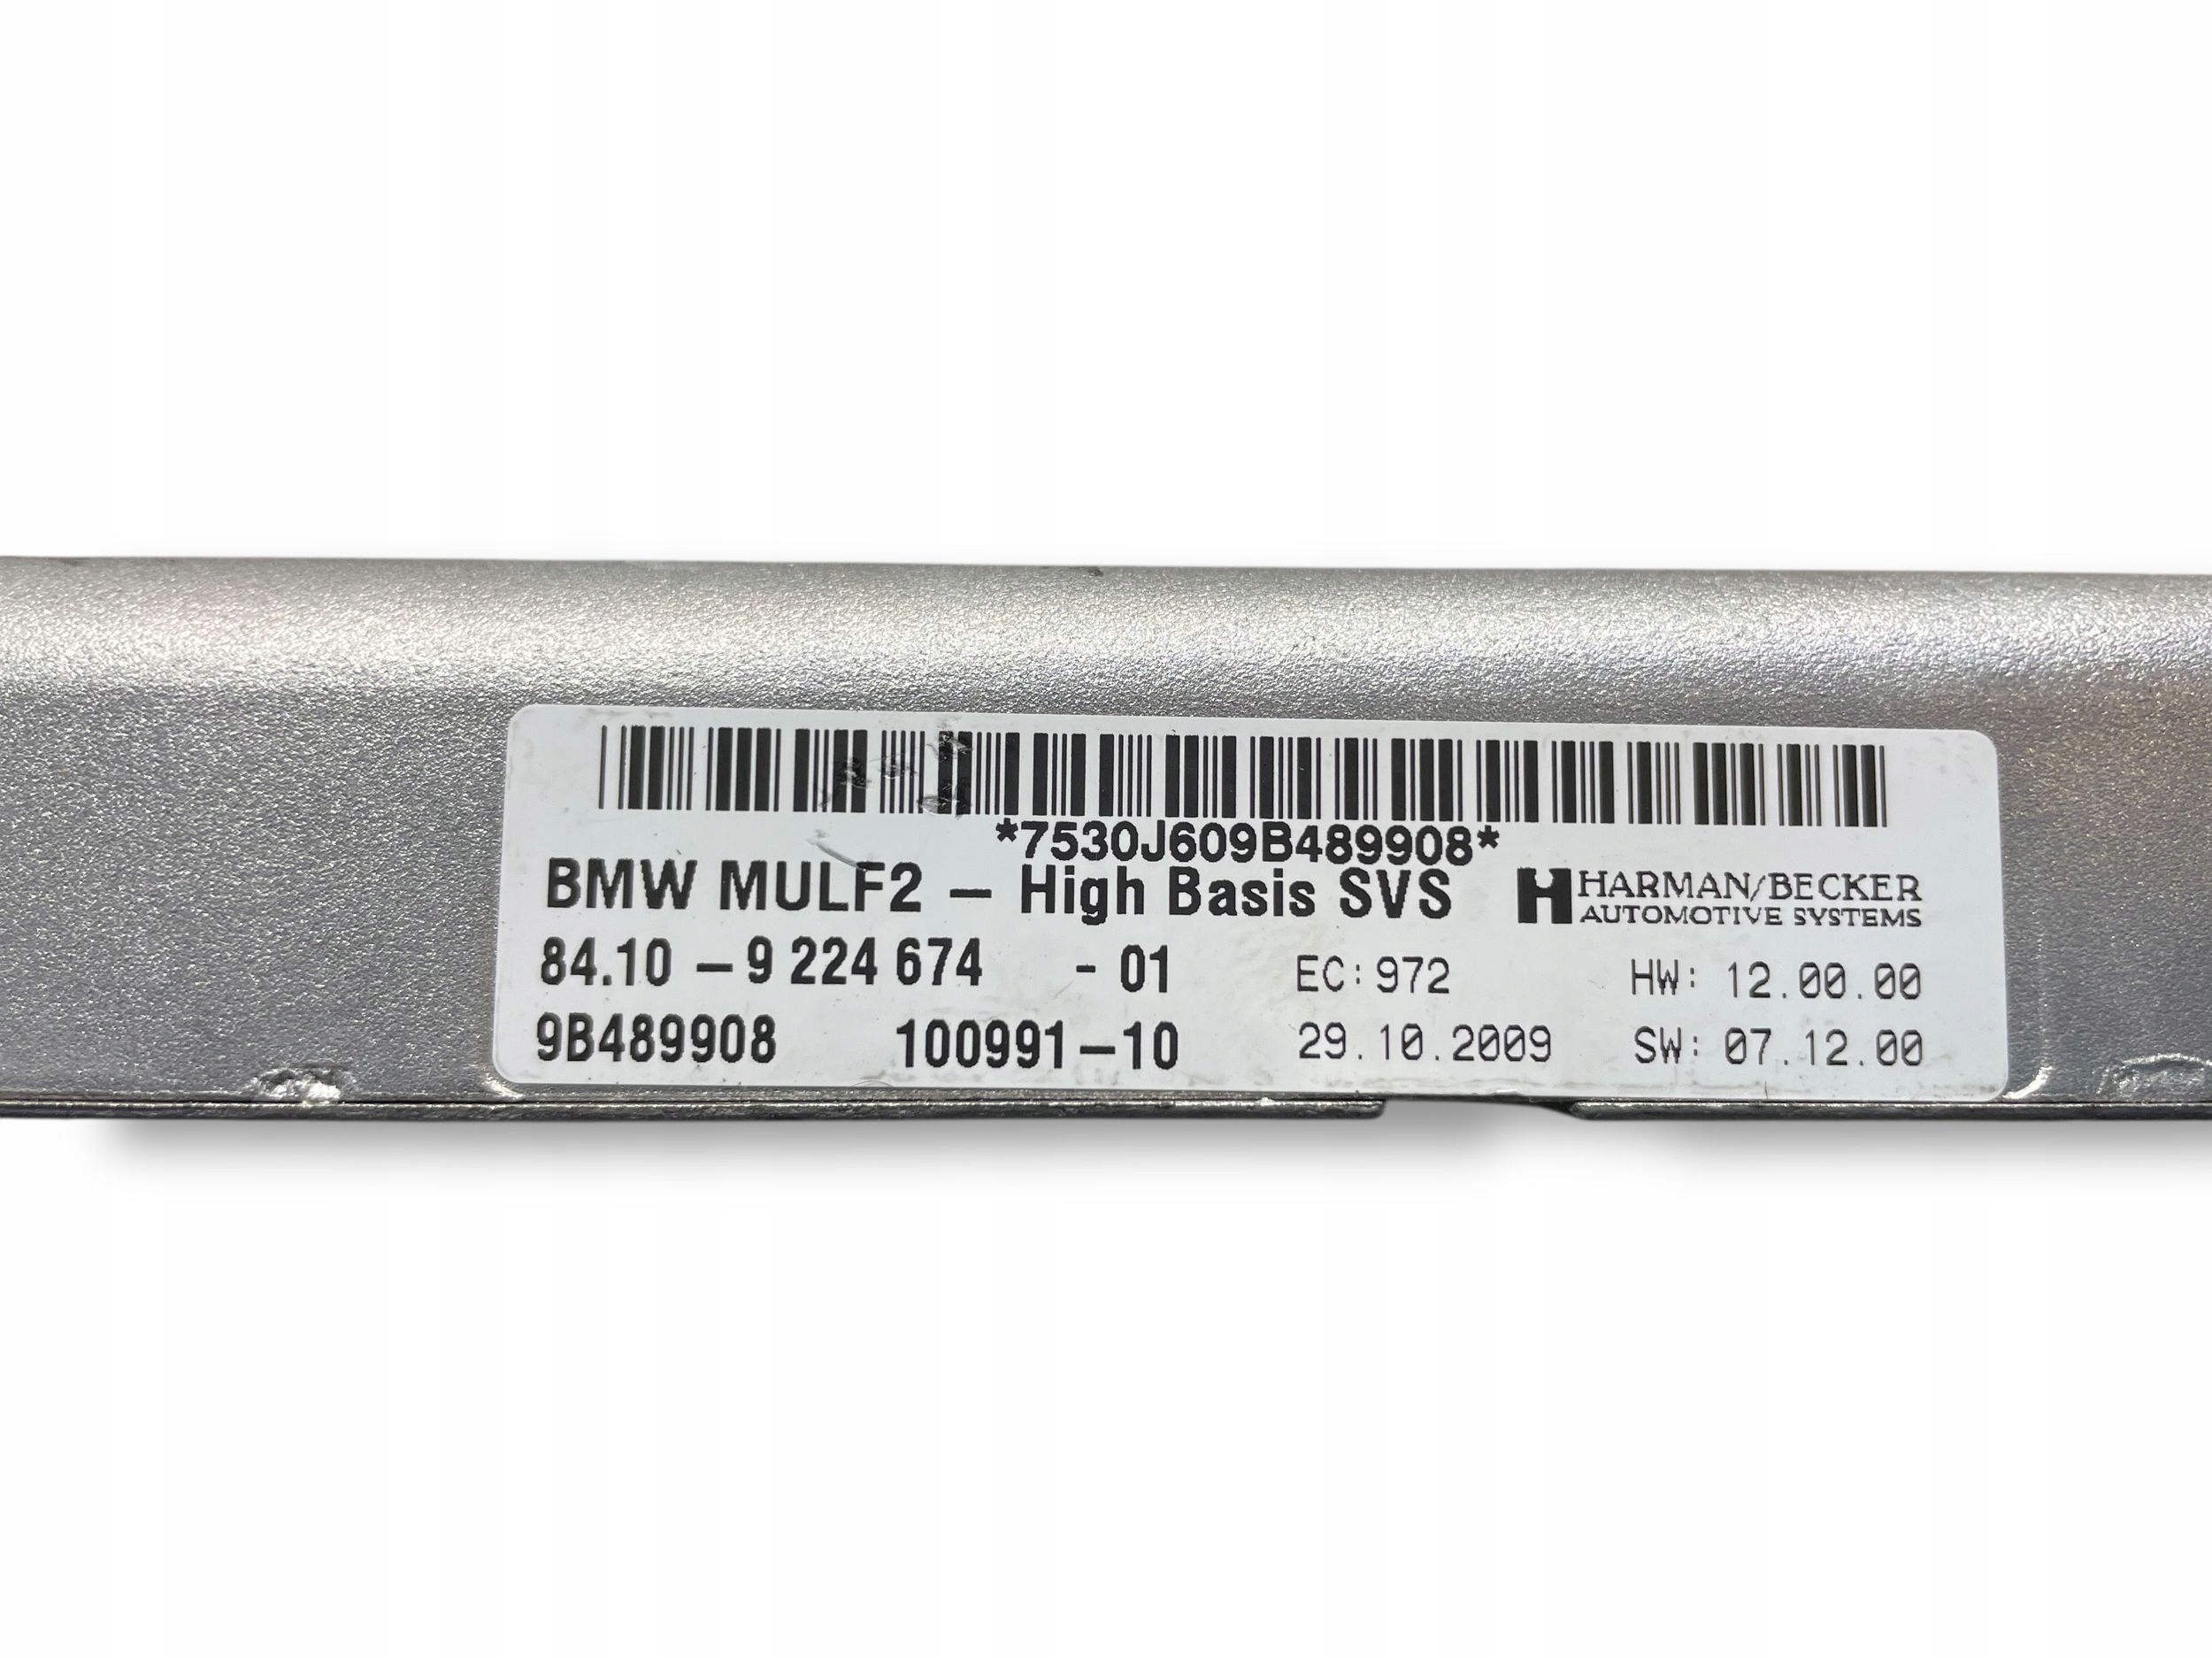 *7530J609B489908*
BMW MULF2 – High Basis SVS
HARMAN/BECKER
AUTOMOTIVE SYSTEMS
84.10 – 9 224 674 - 01 EC:972 HW: 12.00.00
9B489908 100991–10 29.10.2009 SW: 07.12.00